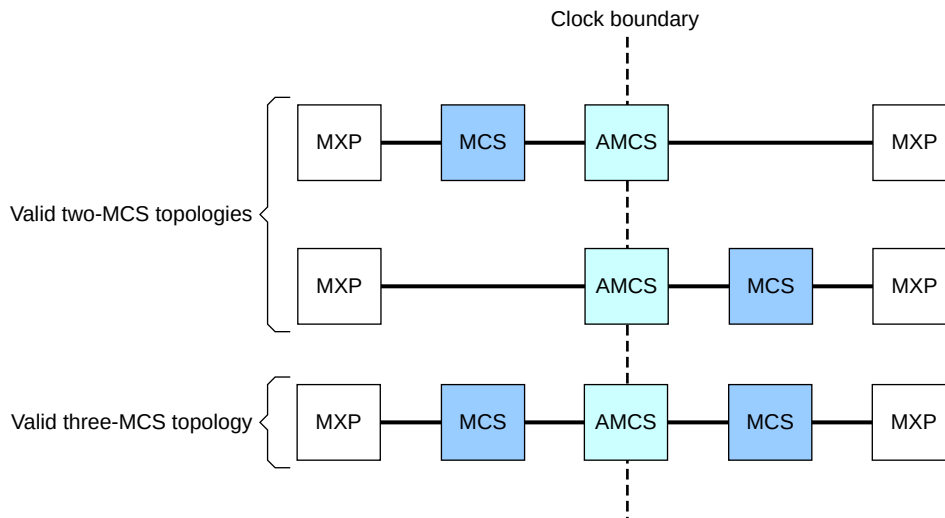 Clock boundary
MXP MCS AMCS MXP
Valid two-MCS topologies
MXP AMCS MCS MXP
Valid three-MCS topology
MXP MCS AMCS MCS MXP